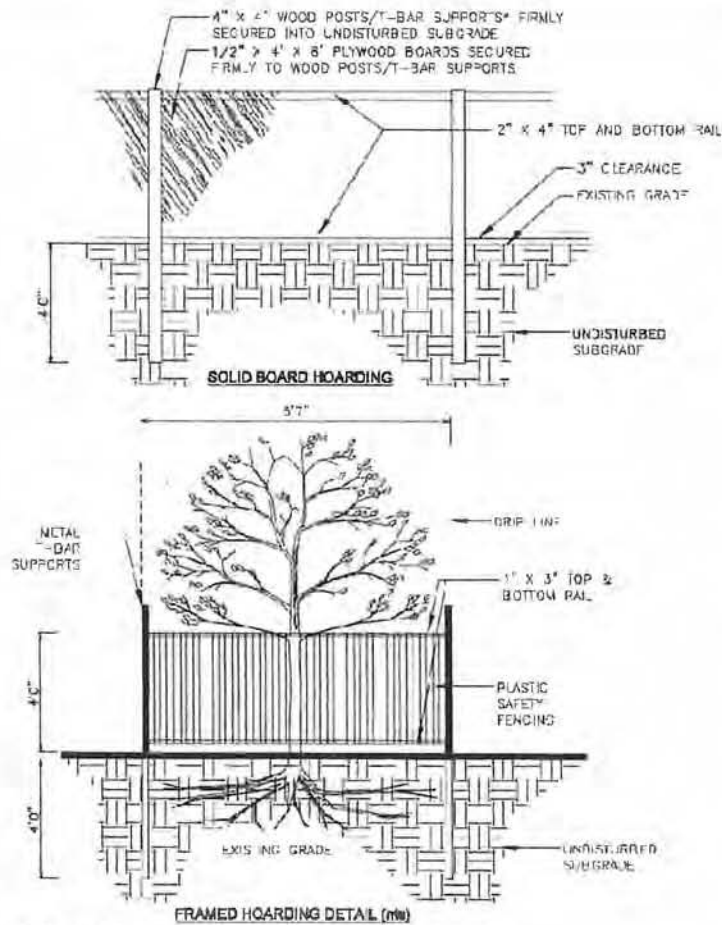 4" X 4" WOOD POSTS/T-BAR SUPPORTS* FIRMLY
SECURED INTO UNDISTURBED SUBGRADE
1/2" X 4' X 8' PLYWOOD BOARDS SECURED
FIRMLY TO WOOD POSTS/T-BAR SUPPORTS
2" X 4" TOP AND BOTTOM RAIL
3" CLEARANCE
EXISTING GRADE
4'0"
UNDISTURBED
SUBGRADE
SOLID BOARD HOARDING
METAL
T-BAR
SUPPORTS
DRIP LINE
1" X 3" TOP &
BOTTOM RAIL
4'0"
PLASTIC
SAFETY
FENCING
4'0"
EXISTING GRADE
UNDISTURBED
SUBGRADE
FRAMED HOARDING DETAIL